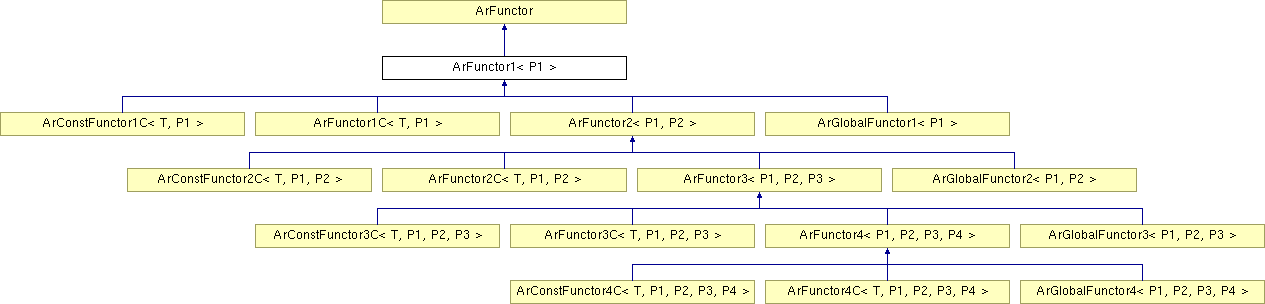 ArFunctor
ArFunctor1< P1 >
ArConstFunctor1C< T, P1 >
ArFunctor1C< T, P1 >
ArFunctor2< P1, P2 >
ArGlobalFunctor1< P1 >
ArConstFunctor2C< T, P1, P2 >
ArFunctor2C< T, P1, P2 >
ArFunctor3< P1, P2, P3 >
ArGlobalFunctor2< P1, P2 >
ArConstFunctor3C< T, P1, P2, P3 >
ArFunctor3C< T, P1, P2, P3 >
ArFunctor4< P1, P2, P3, P4 >
ArGlobalFunctor3< P1, P2, P3 >
ArConstFunctor4C< T, P1, P2, P3, P4 >
ArFunctor4C< T, P1, P2, P3, P4 >
ArGlobalFunctor4< P1, P2, P3, P4 >